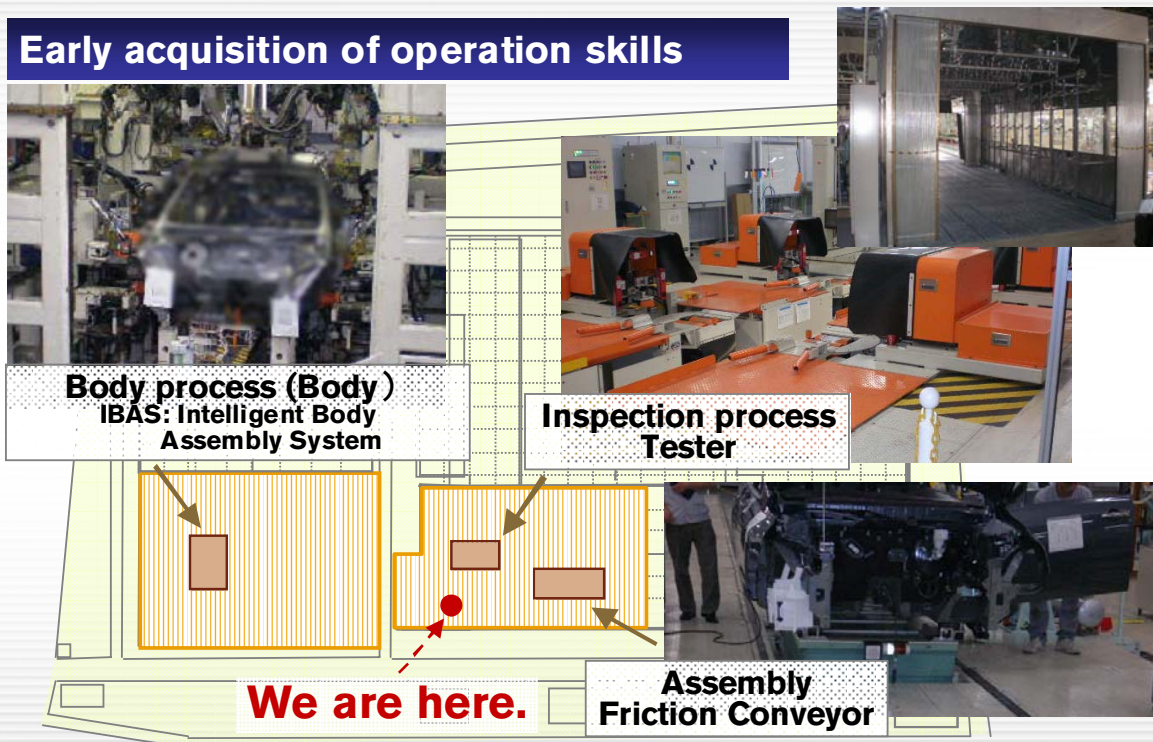 Early acquisition of operation skills
Body process (Body）
IBAS: Intelligent Body
Assembly System
Inspection process
Tester
We are here.
Assembly
Friction Conveyor